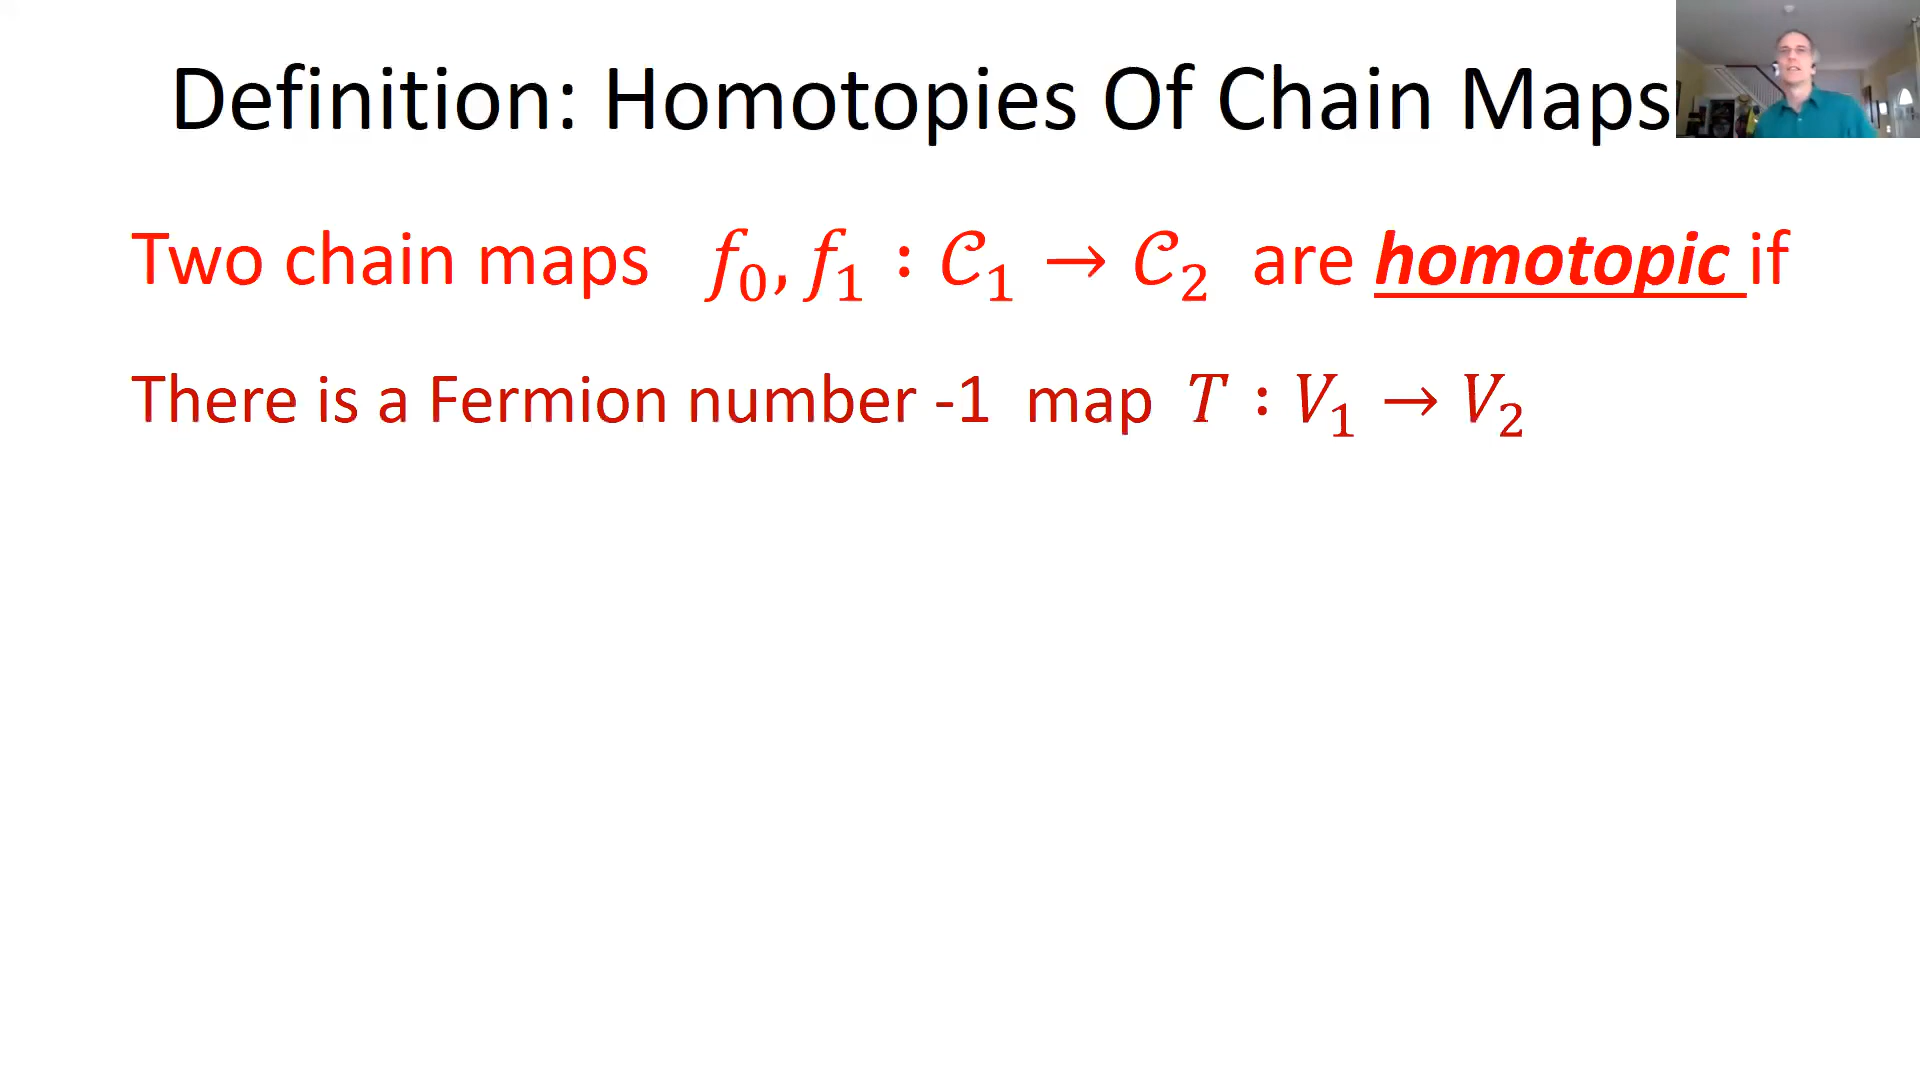 Definition: Homotopies Of Chain Maps
Two chain maps 𝑓₀, 𝑓₁ : 𝒞₁ → 𝒞₂ are homotopic if
There is a Fermion number -1 map 𝑇 : 𝑉₁ → 𝑉₂